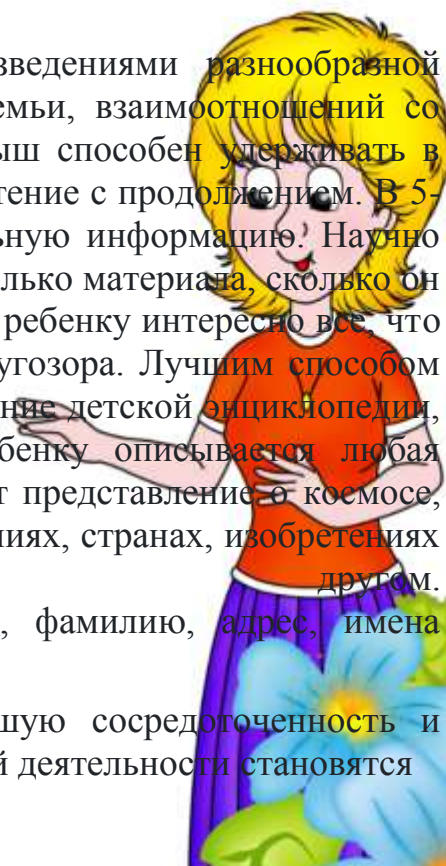 зведениями разнообразной
емьи, взаимоотношений со
ыш способен удерживать в
тение с продолжением. В 5-
ьную информацию. Научно
олько материала, сколько он
ребенку интересно все, что
угозора. Лучшим способом
ние детской энциклопедии,
бенку описывается любая
т представление о космосе,
ниях, странах, изобретениях
другом.
, фамилию, адрес, имена
шую сосредоточенность и
й деятельности становятся